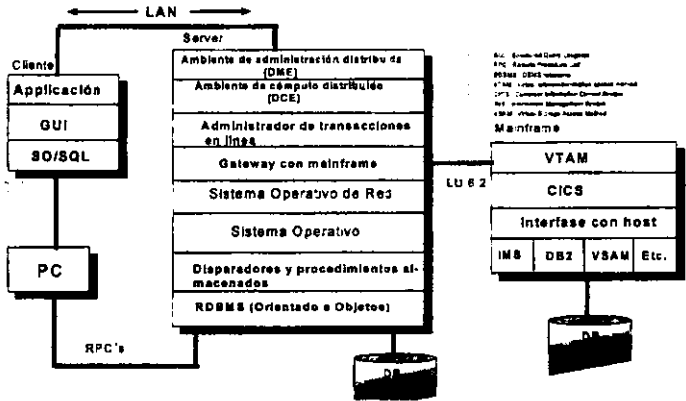 LAN
Server
Cliente
Applicación
GUI
SO/SQL
PC
RPC's
Ambiente de administración distribuida
(DME)
Ambiente de cómputo distribuido
(DCE)
Administrador de transacciones
en línea
Gateway con mainframe
Sistema Operativo de Red
Sistema Operativo
Disparadores y procedimientos al-
macenados
RDBMS (Orientado a Objetos)
DB
LU 6.2
Mainframe
VTAM
CICS
Interfase con host
IMS
DB2
VSAM
Etc.
DB